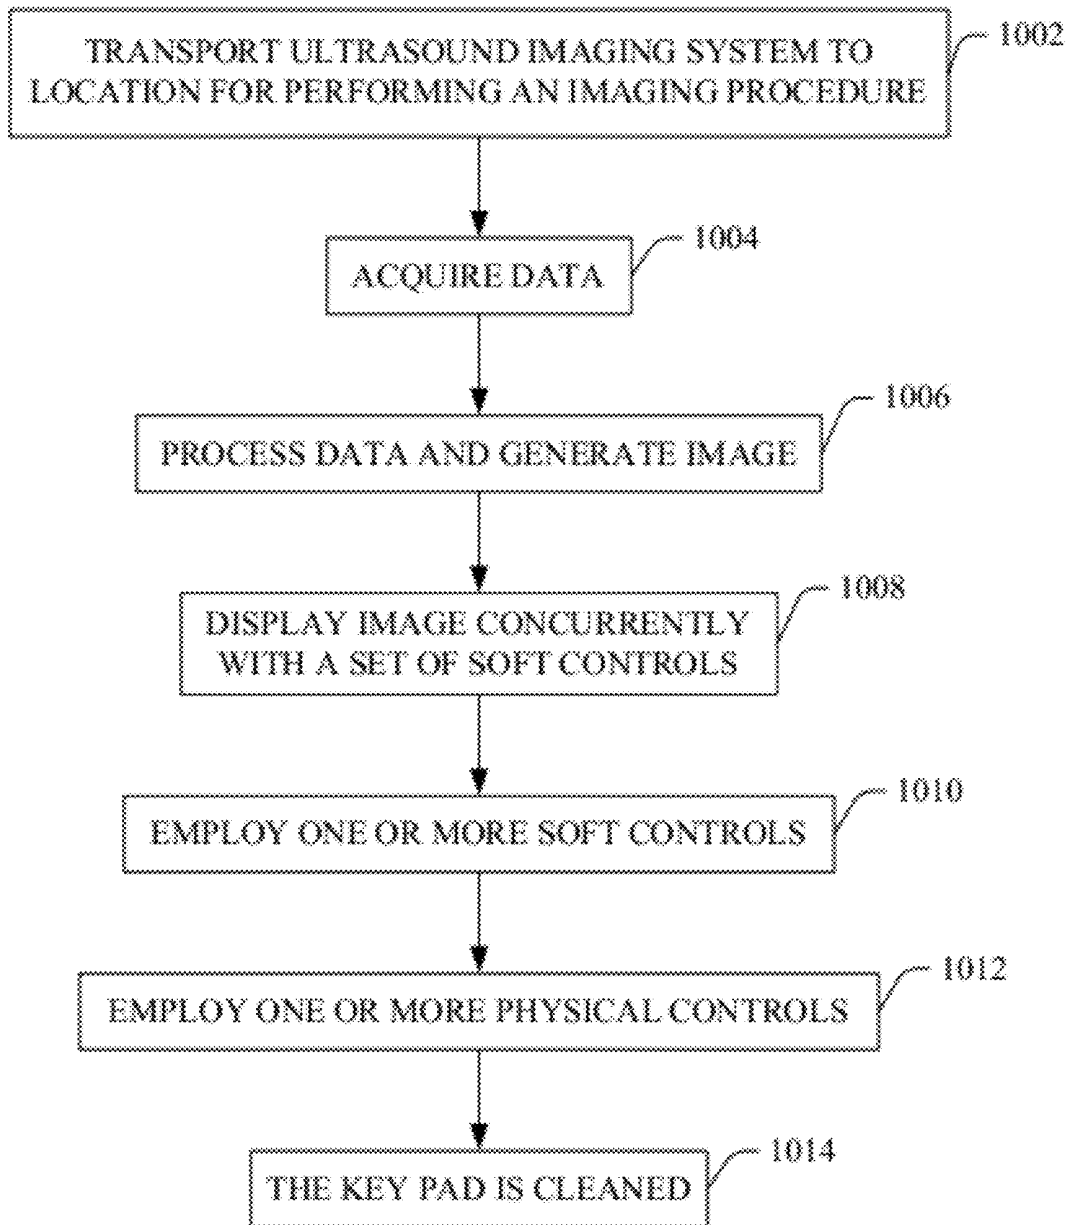 TRANSPORT ULTRASOUND IMAGING SYSTEM TO
LOCATION FOR PERFORMING AN IMAGING PROCEDURE
1002
ACQUIRE DATA
1004
PROCESS DATA AND GENERATE IMAGE
1006
DISPLAY IMAGE CONCURRENTLY
WITH A SET OF SOFT CONTROLS
1008
EMPLOY ONE OR MORE SOFT CONTROLS
1010
EMPLOY ONE OR MORE PHYSICAL CONTROLS
1012
THE KEY PAD IS CLEANED
1014